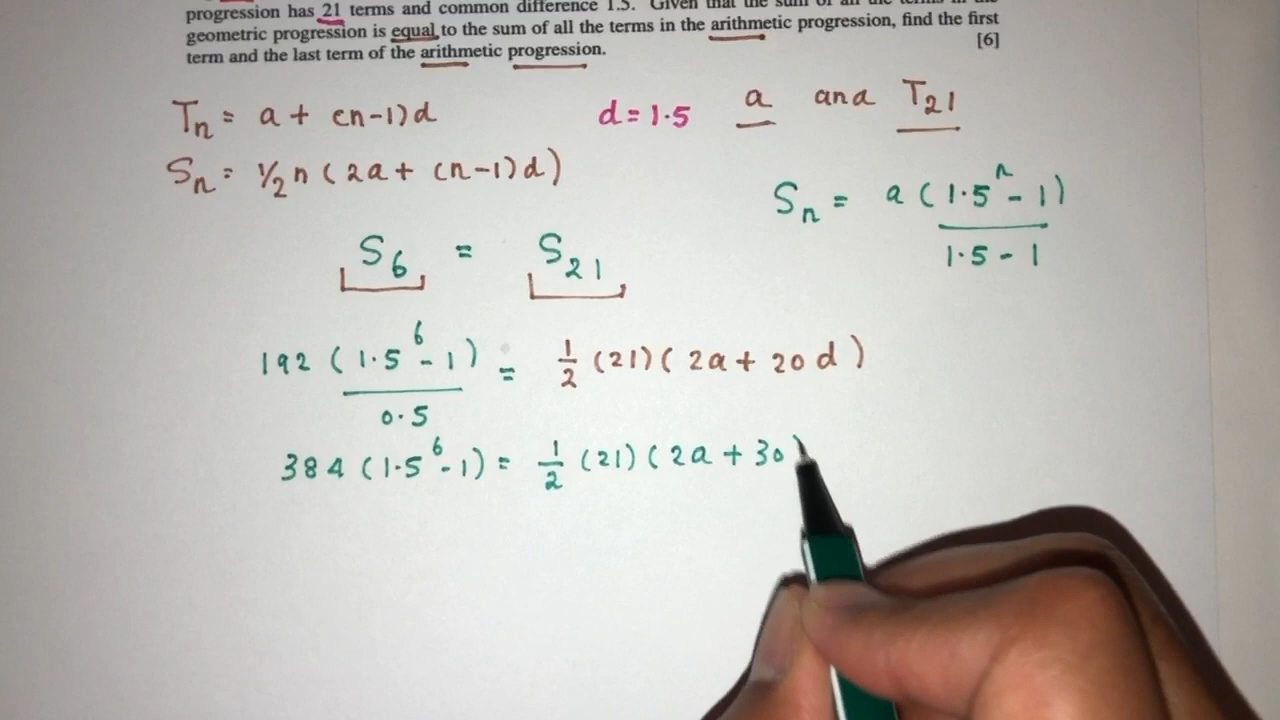 progression has 21 terms and common difference 1.5. Given that the sum of all the terms in the
geometric progression is equal to the sum of all the terms in the arithmetic progression, find the first
term and the last term of the arithmetic progression. [6]
Tn = a + (n-1)d
d = 1.5 a and T21
Sn = 1/2 n (2a + (n-1)d)
Sn = a (1.5^n - 1)
1.5 - 1
S6 = S21
192 (1.5^6 - 1) = 1/2 (21) (2a + 20d)
0.5
384 (1.5^6 - 1) = 1/2 (21) (2a + 30)